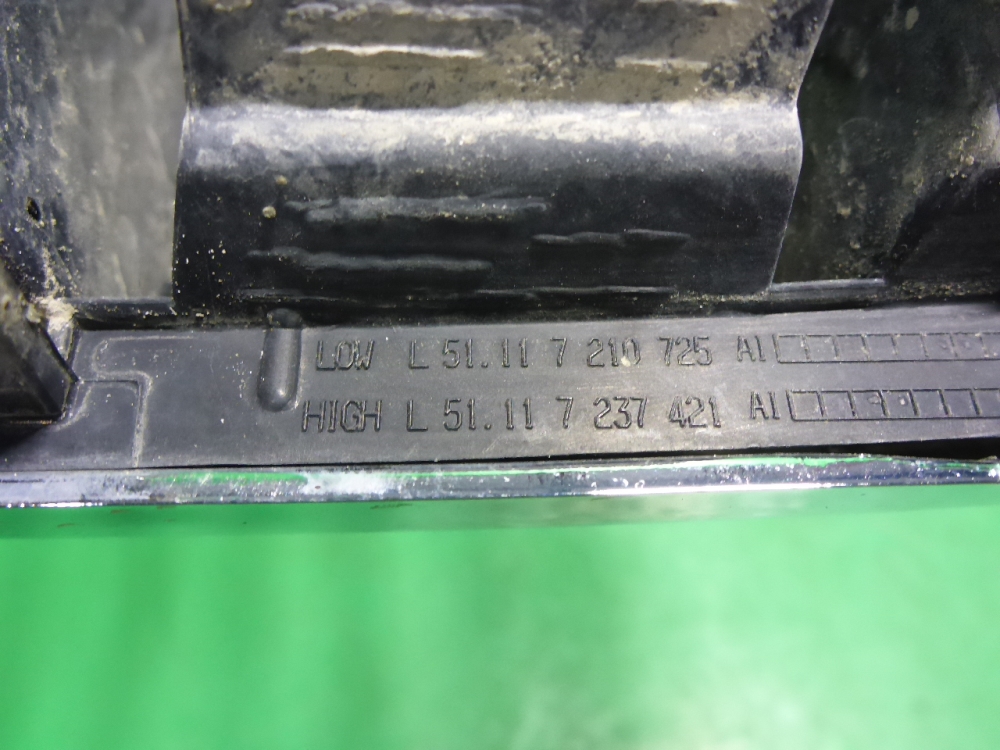 LOW L 51.11 7 210 725 AI
HIGH L 51.11 7 237 421 AI